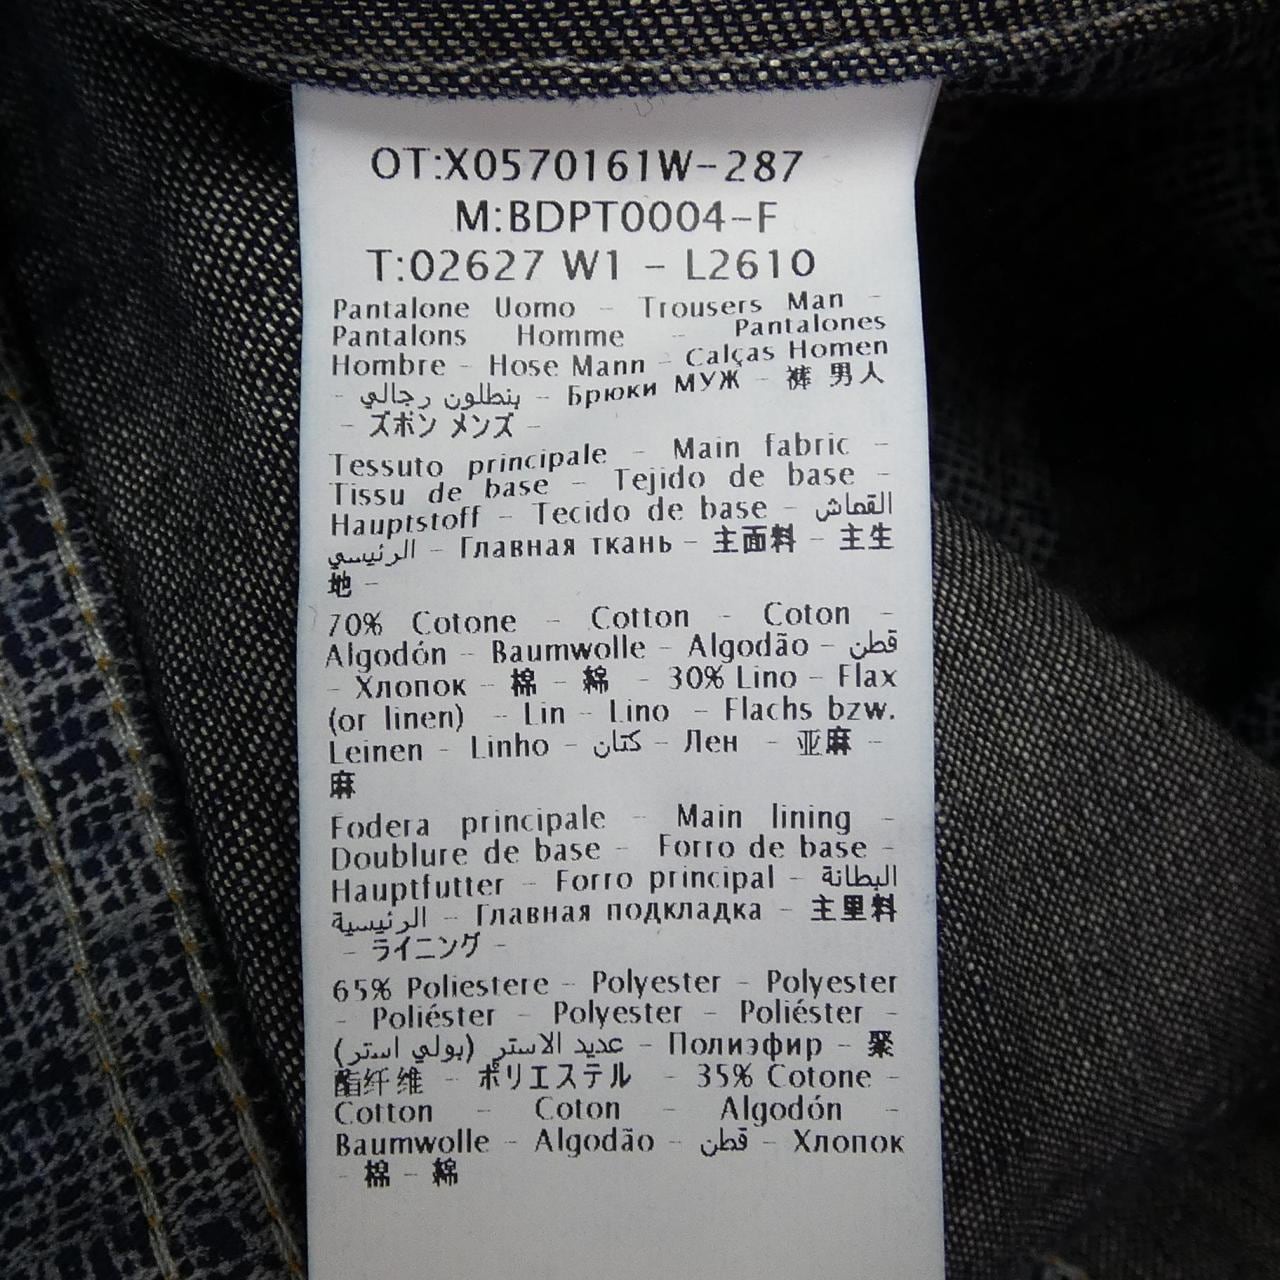 OT:X0570161W-287
M:BDPT0004-F
T:02627 W1 - L2610
Pantalone Uomo - Trousers Man -
Pantalons Homme - Pantalones
Hombre - Hose Mann - Calças Homen
- بنطلون رجالي - Брюки МУЖ - 裤 男人
- ズボン メンズ -
Tessuto principale - Main fabric -
Tissu de base - Tejido de base -
Hauptstoff - Tecido de base - القماش
الرئيسي - Главная ткань - 主面料 - 主生
地 -
70% Cotone - Cotton - Coton -
Algodón - Baumwolle - Algodão - قطن
- Хлопок - 棉 - 綿 - 30% Lino - Flax
(or linen) - Lin - Lino - Flachs bzw.
Leinen - Linho - كتان - Лен - 亚麻 -
麻
Fodera principale - Main lining -
Doublure de base - Forro de base -
Hauptfutter - Forro principal - البطانة
الرئيسية - Главная подкладка - 主里料
- ライニング -
65% Poliestere - Polyester - Polyester
- Poliéster - Polyester - Poliéster -
عديد الاستر (بولي استر) - Полиэфир - 聚
酯纤维 - ポリエステル - 35% Cotone -
Cotton - Coton - Algodón -
Baumwolle - Algodão - قطن - Хлопок
- 棉 - 綿